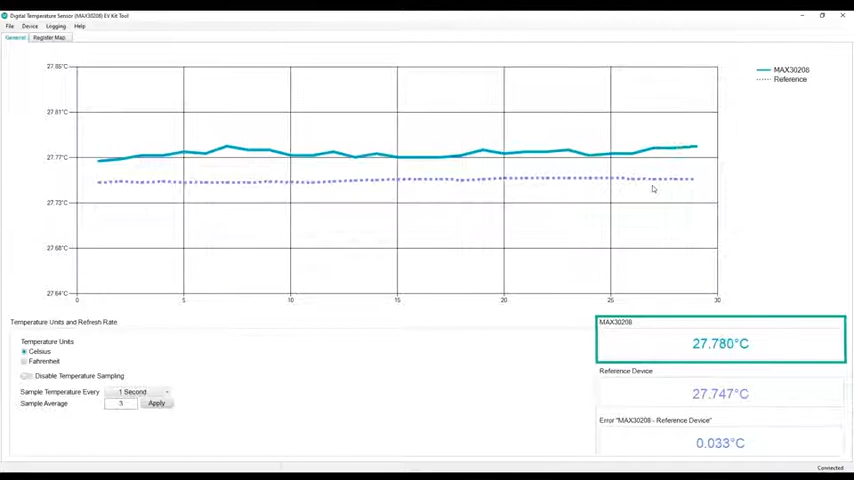 Digital Temperature Sensor (MAX30208) EV Kit Tool
File Device Logging Help
General Register Map
27.85°C
27.81°C
27.77°C
27.73°C
27.68°C
27.64°C
0 5 10 15 20 25 30
MAX30208
Reference
Temperature Units and Refresh Rate
Temperature Units
Celsius
Fahrenheit
Disable Temperature Sampling
Sample Temperature Every 1 Second
Sample Average 3 Apply
MAX30208
27.780°C
Reference Device
27.747°C
Error "MAX30208 - Reference Device"
0.033°C
Connected